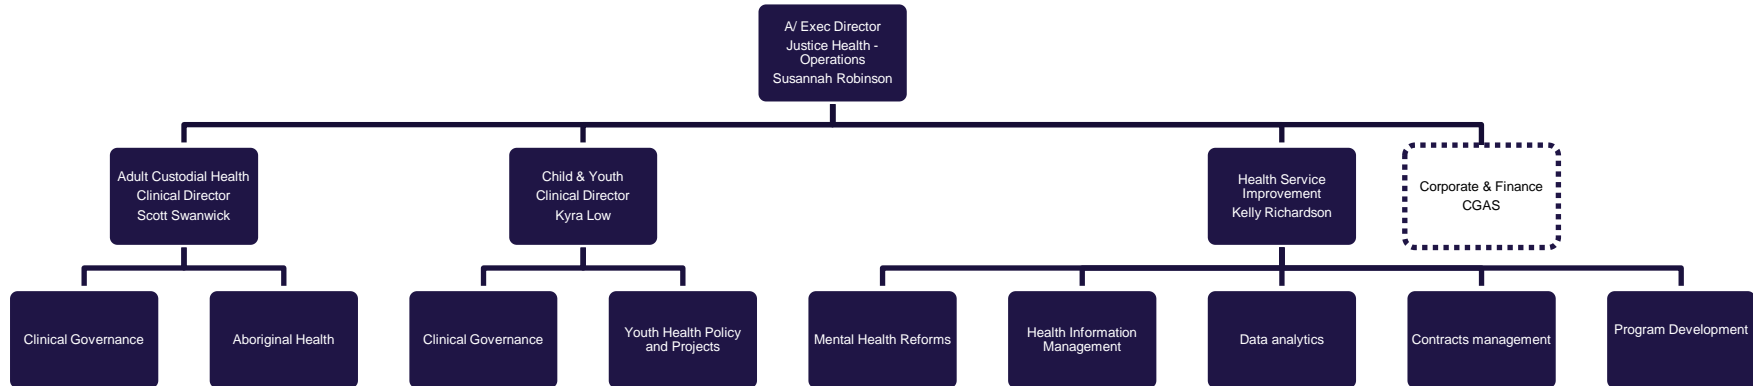 A/ Exec Director
Justice Health -
Operations
Susannah Robinson
Adult Custodial Health
Clinical Director
Scott Swanwick
Child & Youth
Clinical Director
Kyra Low
Health Service
Improvement
Kelly Richardson
Corporate & Finance
CGAS
Clinical Governance
Aboriginal Health
Clinical Governance
Youth Health Policy
and Projects
Mental Health Reforms
Health Information
Management
Data analytics
Contracts management
Program Development